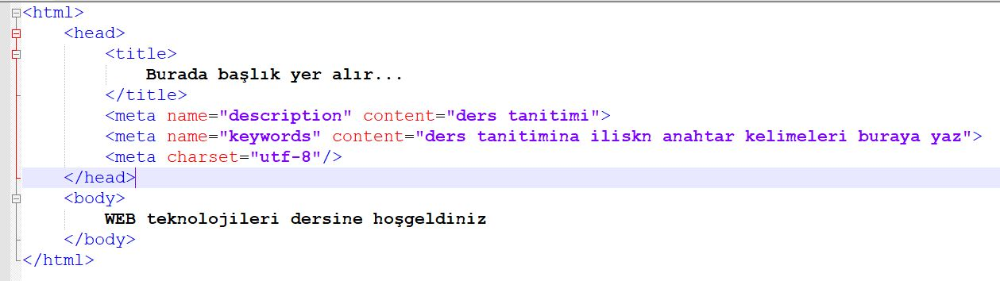 <html>
<head>
<title>
Burada başlık yer alır...
</title>
<meta name="description" content="ders tanitimi">
<meta name="keywords" content="ders tanitimina iliskn anahtar kelimeleri buraya yaz">
<meta charset="utf-8"/>
</head>
<body>
WEB teknolojileri dersine hoşgeldiniz
</body>
</html>